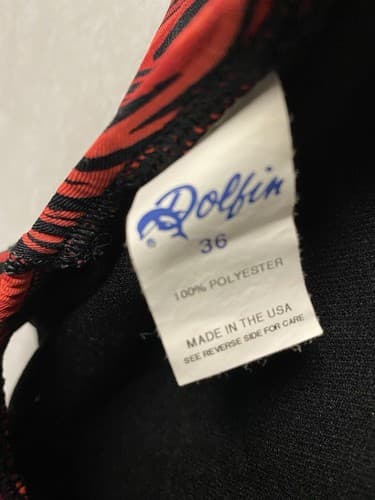 Dolfin
®
36
100% POLYESTER
MADE IN THE USA
SEE REVERSE SIDE FOR CARE